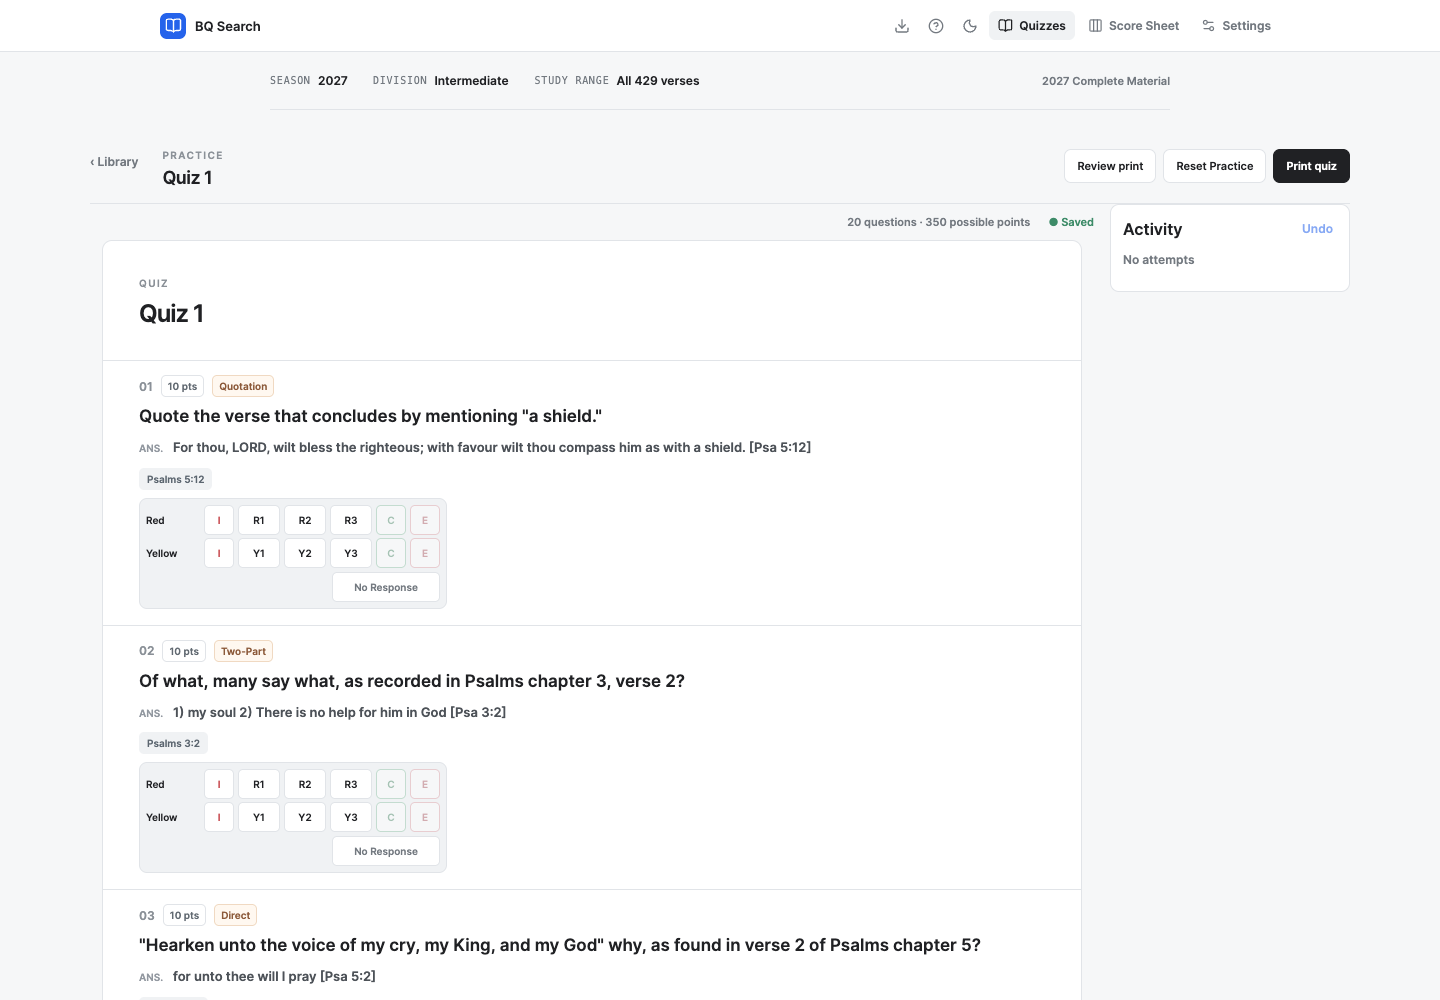 BQ Search
Quizzes
Score Sheet
Settings
SEASON 2027 DIVISION Intermediate STUDY RANGE All 429 verses
2027 Complete Material
‹ Library
PRACTICE
Quiz 1
Review print
Reset Practice
Print quiz
20 questions · 350 possible points
Saved
Activity
Undo
No attempts
QUIZ
Quiz 1
01 10 pts Quotation
Quote the verse that concludes by mentioning "a shield."
ANS. For thou, LORD, wilt bless the righteous; with favour wilt thou compass him as with a shield. [Psa 5:12]
Psalms 5:12
Red I R1 R2 R3 C E
Yellow I Y1 Y2 Y3 C E
No Response
02 10 pts Two-Part
Of what, many say what, as recorded in Psalms chapter 3, verse 2?
ANS. 1) my soul 2) There is no help for him in God [Psa 3:2]
Psalms 3:2
Red I R1 R2 R3 C E
Yellow I Y1 Y2 Y3 C E
No Response
03 10 pts Direct
"Hearken unto the voice of my cry, my King, and my God" why, as found in verse 2 of Psalms chapter 5?
ANS. for unto thee will I pray [Psa 5:2]